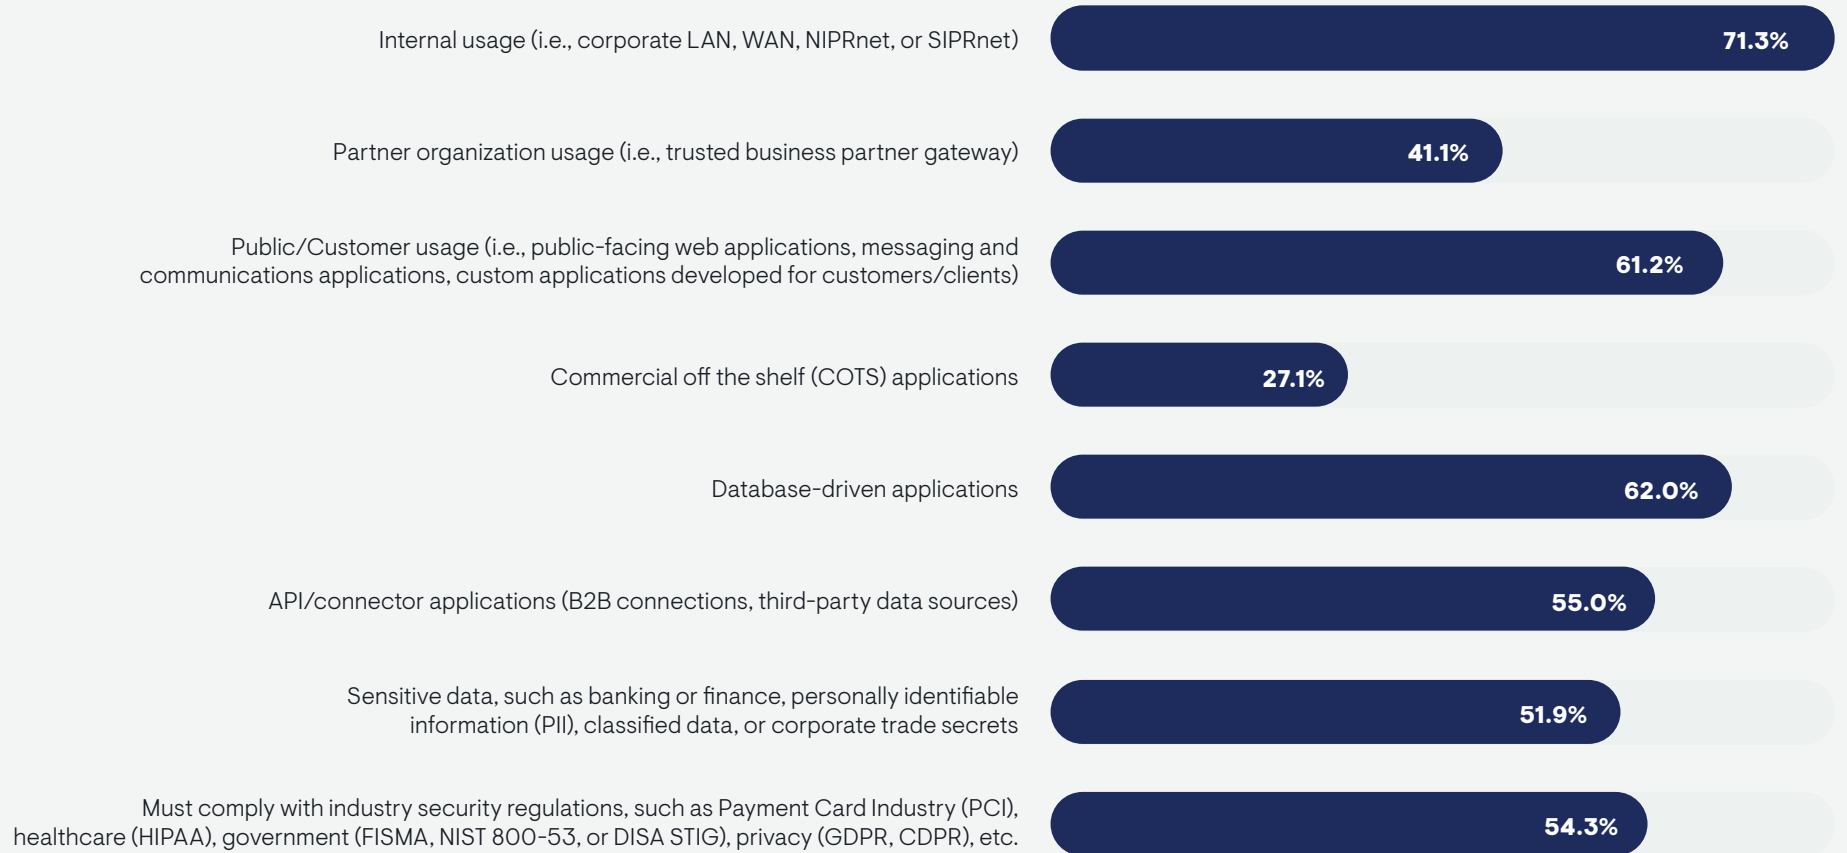 Internal usage (i.e., corporate LAN, WAN, NIPRnet, or SIPRnet)
71.3%
Partner organization usage (i.e., trusted business partner gateway)
41.1%
Public/Customer usage (i.e., public-facing web applications, messaging and
communications applications, custom applications developed for customers/clients)
61.2%
Commercial off the shelf (COTS) applications
27.1%
Database-driven applications
62.0%
API/connector applications (B2B connections, third-party data sources)
55.0%
Sensitive data, such as banking or finance, personally identifiable
information (PII), classified data, or corporate trade secrets
51.9%
Must comply with industry security regulations, such as Payment Card Industry (PCI),
healthcare (HIPAA), government (FISMA, NIST 800-53, or DISA STIG), privacy (GDPR, CDPR), etc.
54.3%